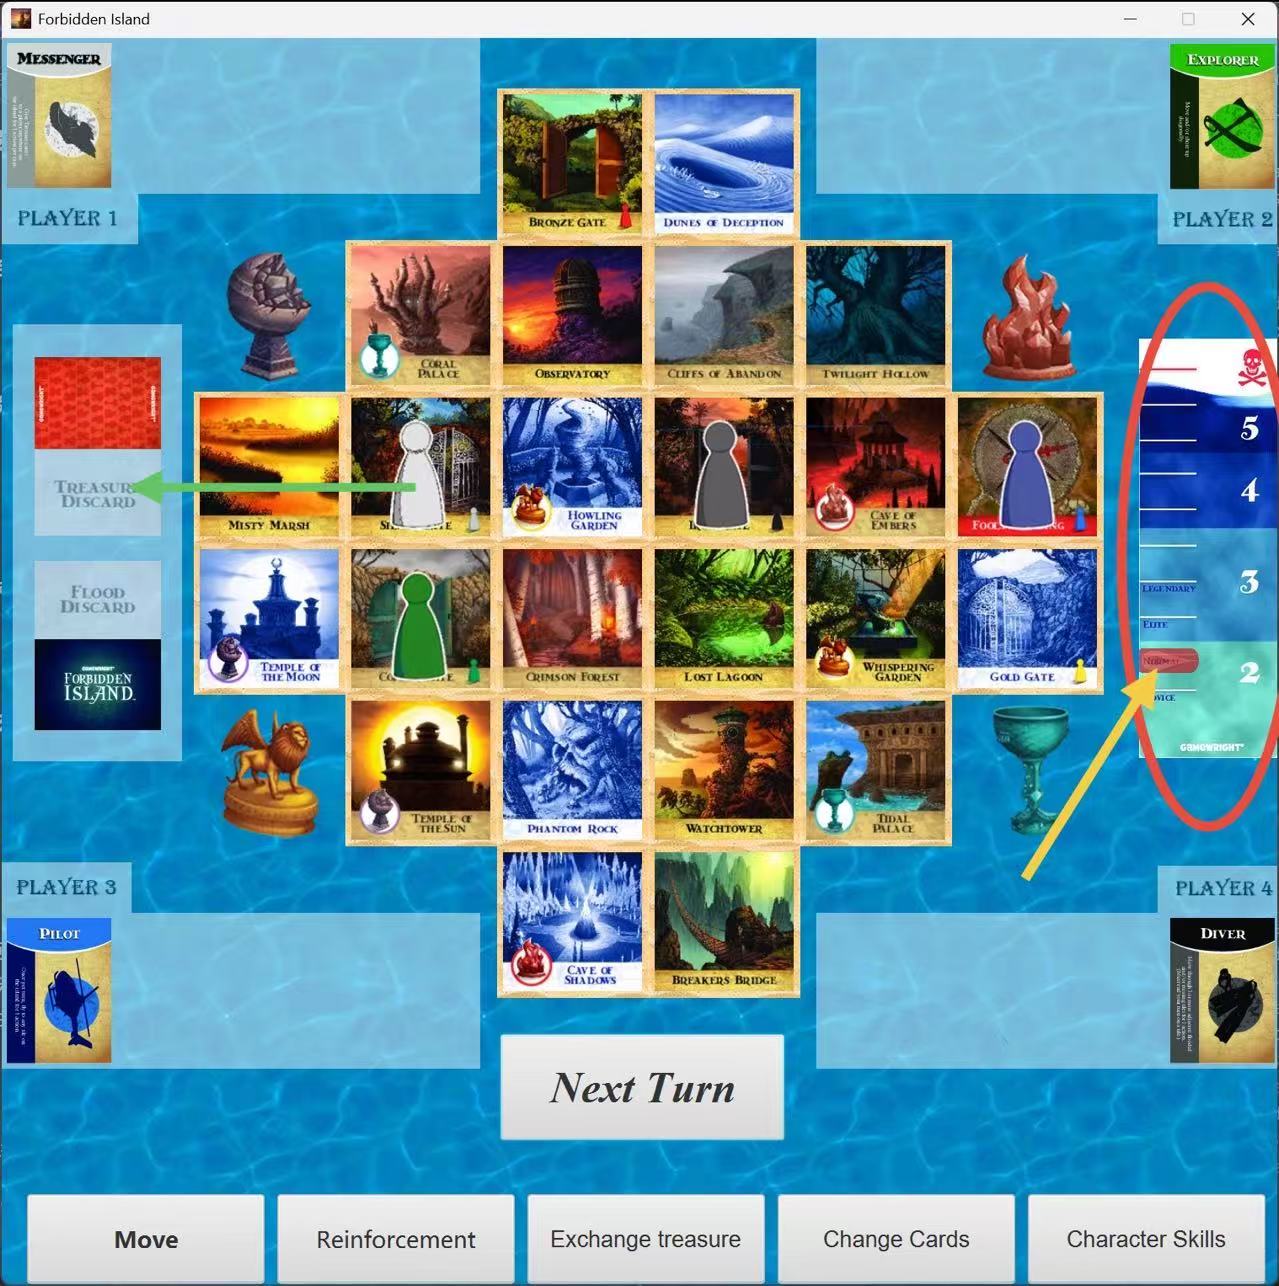 Forbidden Island
MESSENGER
EXPLORER
PLAYER 1
PLAYER 2
BRONZE GATE
DUNES OF DECEPTION
CORAL
PALACE
OBSERVATORY
CLIFFS OF ABANDON
TWILIGHT HOLLOW
TREASURE
DISCARD
FLOOD
DISCARD
GAMEWRIGHT
FORBIDDEN
ISLAND
MISTY MARSH
HOWLING
GARDEN
CAVE OF
EMBERS
TEMPLE OF
THE MOON
CRIMSON FOREST
LOST LAGOON
WHISPERING
GARDEN
GOLD GATE
TEMPLE OF
THE SUN
PHANTOM ROCK
WATCHTOWER
TIDAL
PALACE
CAVE OF
SHADOWS
BREAKERS BRIDGE
5
4
3
LEGENDARY
ELITE
NORMAL
2
GAMEWRIGHT
PLAYER 3
PLAYER 4
PILOT
DIVER
Next Turn
Move
Reinforcement
Exchange treasure
Change Cards
Character Skills